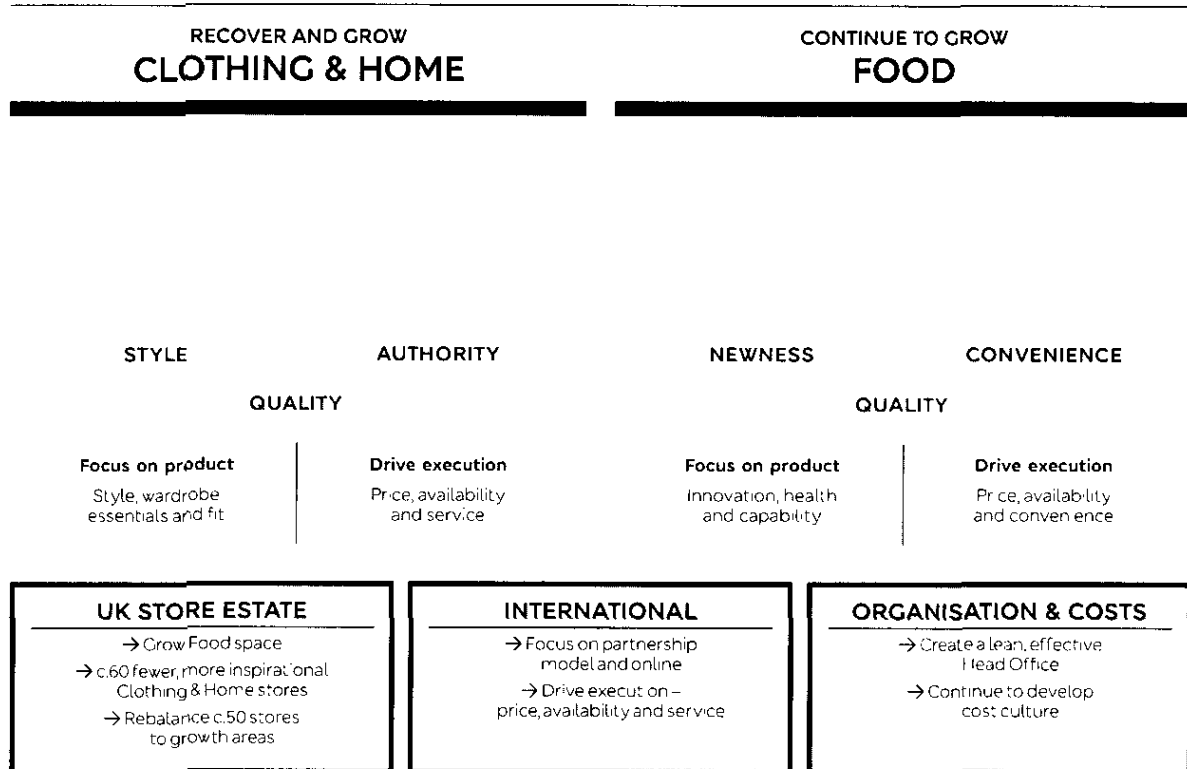 RECOVER AND GROW
CLOTHING & HOME
CONTINUE TO GROW
FOOD
STYLE
AUTHORITY
QUALITY
NEWNESS
CONVENIENCE
QUALITY
Focus on product
Style, wardrobe
essentials and fit
Drive execution
Price, availability
and service
Focus on product
Innovation, health
and capability
Drive execution
Price, availability
and convenience
UK STORE ESTATE
→ Grow Food space
→ c.60 fewer, more inspirational
Clothing & Home stores
→ Rebalance c.50 stores
to growth areas
INTERNATIONAL
→ Focus on partnership
model and online
→ Drive execution –
price, availability and service
ORGANISATION & COSTS
→ Create a lean, effective
Head Office
→ Continue to develop
cost culture